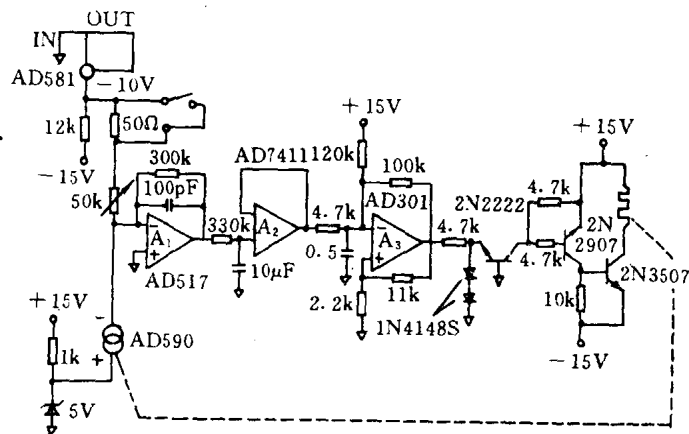 OUT
IN
AD581
-10V
12k
50Ω
-15V
300k
100pF
50k
A₁
AD517
330k
AD7411
A₂
10μF
+15V
120k
100k
AD301
4.7k
0.5
A₃
4.7k
2.2k
11k
1N4148S
2N2222
4.7k
4.7k
+15V
2N
2907
2N3507
10k
-15V
+15V
1k
AD590
5V